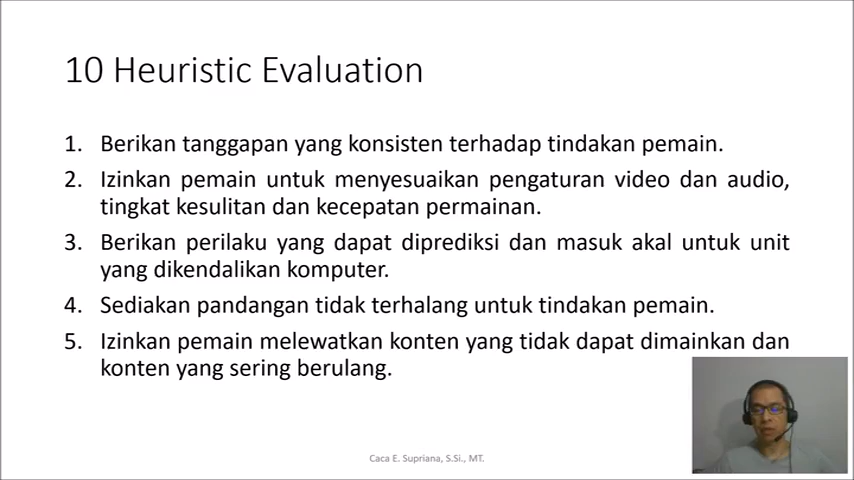 10 Heuristic Evaluation
1. Berikan tanggapan yang konsisten terhadap tindakan pemain.
2. Izinkan pemain untuk menyesuaikan pengaturan video dan audio,
tingkat kesulitan dan kecepatan permainan.
3. Berikan perilaku yang dapat diprediksi dan masuk akal untuk unit
yang dikendalikan komputer.
4. Sediakan pandangan tidak terhalang untuk tindakan pemain.
5. Izinkan pemain melewatkan konten yang tidak dapat dimainkan dan
konten yang sering berulang.
Caca E. Supriana, S.Si., MT.